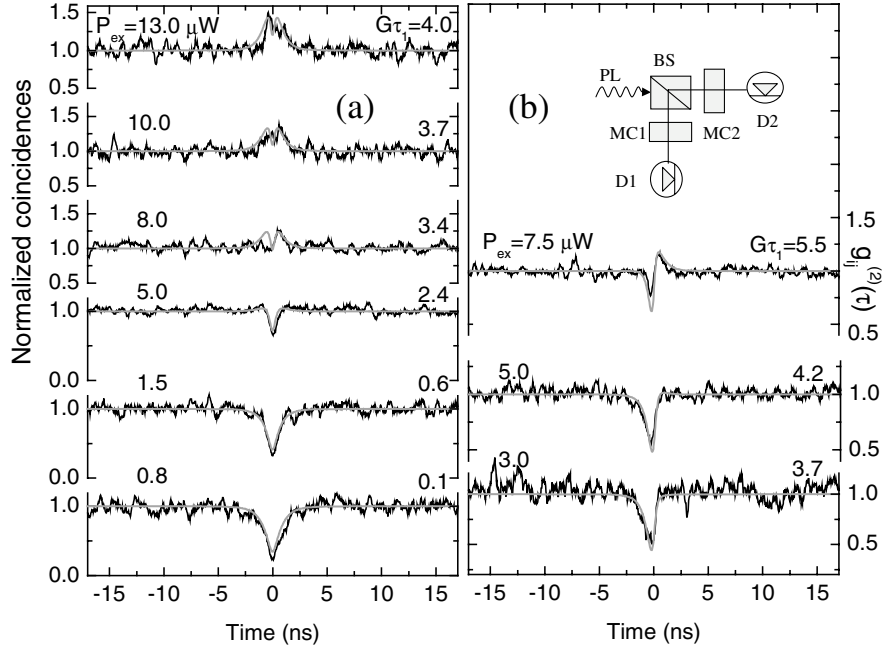 Normalized coincidences
P_ex=13.0 μW
Gτ₁=4.0
1.5
1.0
0.5
(a)
10.0
3.7
1.5
1.0
0.5
8.0
3.4
1.5
1.0
0.5
5.0
2.4
1.0
0.0
1.5
0.6
1.0
0.0
0.8
0.1
1.0
0.0
-15 -10 -5 0 5 10 15
Time (ns)
(b)
BS
PL
MC1
MC2
D2
D1
P_ex=7.5 μW
Gτ₁=5.5
1.5
0.5
g_ij^(2)(τ)
5.0
4.2
1.0
0.5
3.0
3.7
1.0
0.5
-15 -10 -5 0 5 10 15
Time (ns)